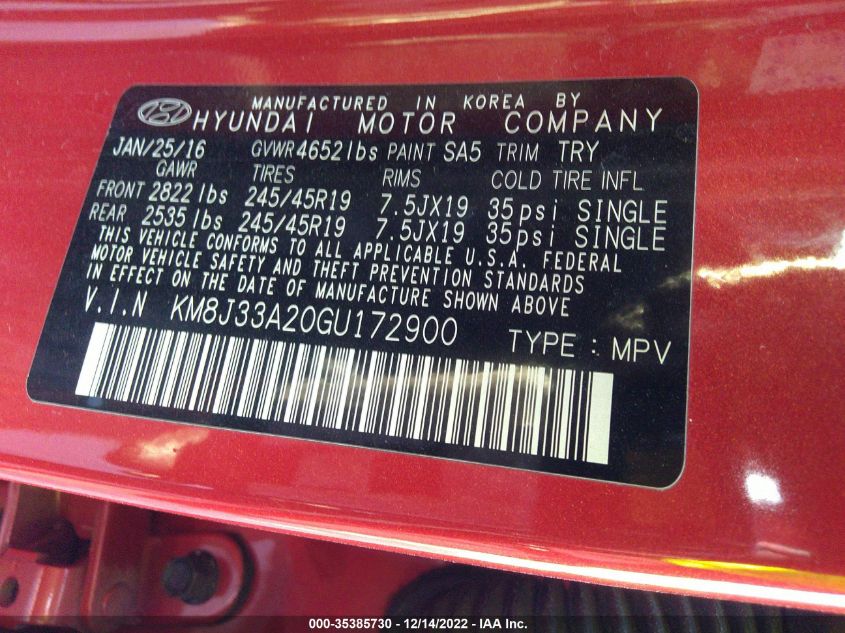 MANUFACTURED IN KOREA BY
HYUNDAI MOTOR COMPANY
JAN/25/16 GVWR 4652 lbs PAINT SA5 TRIM TRY
GAWR TIRES RIMS COLD TIRE INFL
FRONT 2822 lbs 245/45R19 7.5JX19 35psi SINGLE
REAR 2535 lbs 245/45R19 7.5JX19 35psi SINGLE
THIS VEHICLE CONFORMS TO ALL APPLICABLE U.S.A. FEDERAL
MOTOR VEHICLE SAFETY AND THEFT PREVENTION STANDARDS
IN EFFECT ON THE DATE OF MANUFACTURE SHOWN ABOVE
V.I.N KM8J33A20GU172900 TYPE : MPV
000-35385730 - 12/14/2022 - IAA Inc.